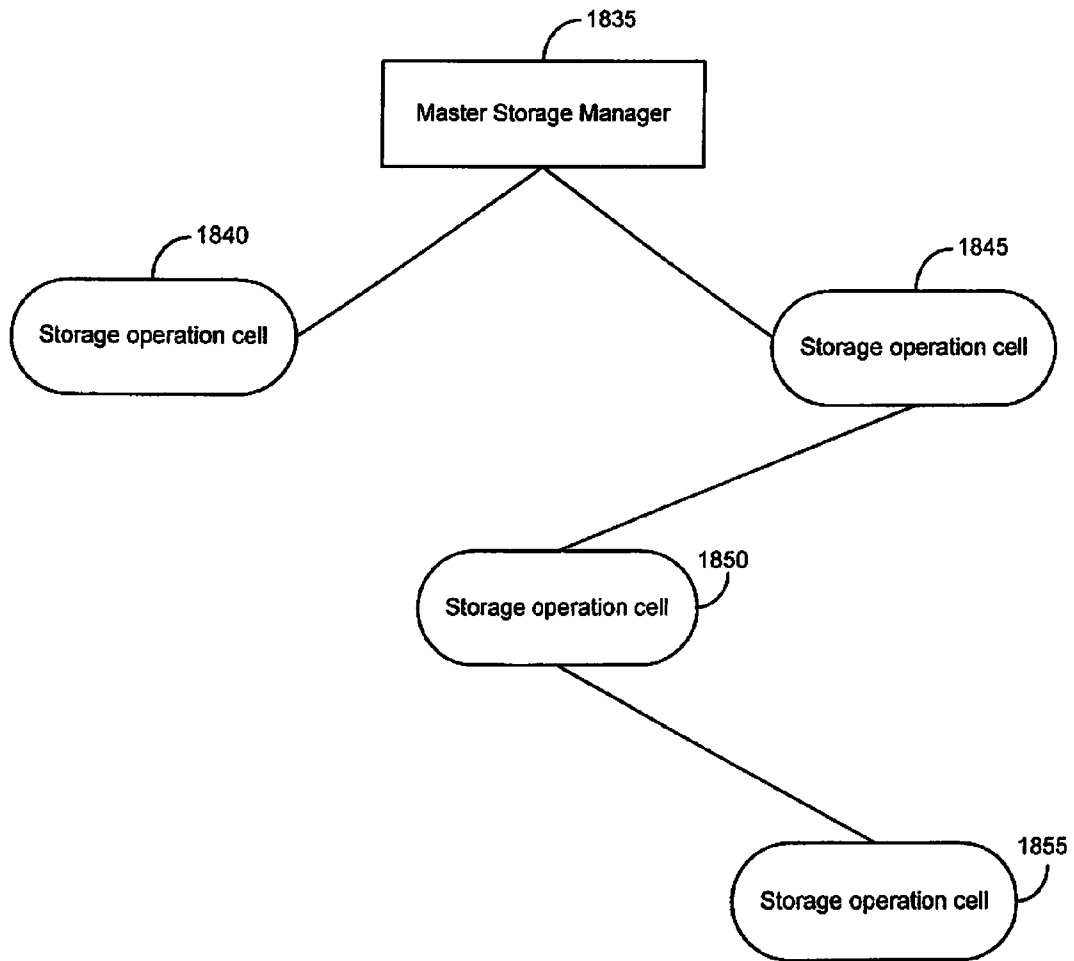 1835
Master Storage Manager
1840
1845
Storage operation cell
Storage operation cell
1850
Storage operation cell
1855
Storage operation cell